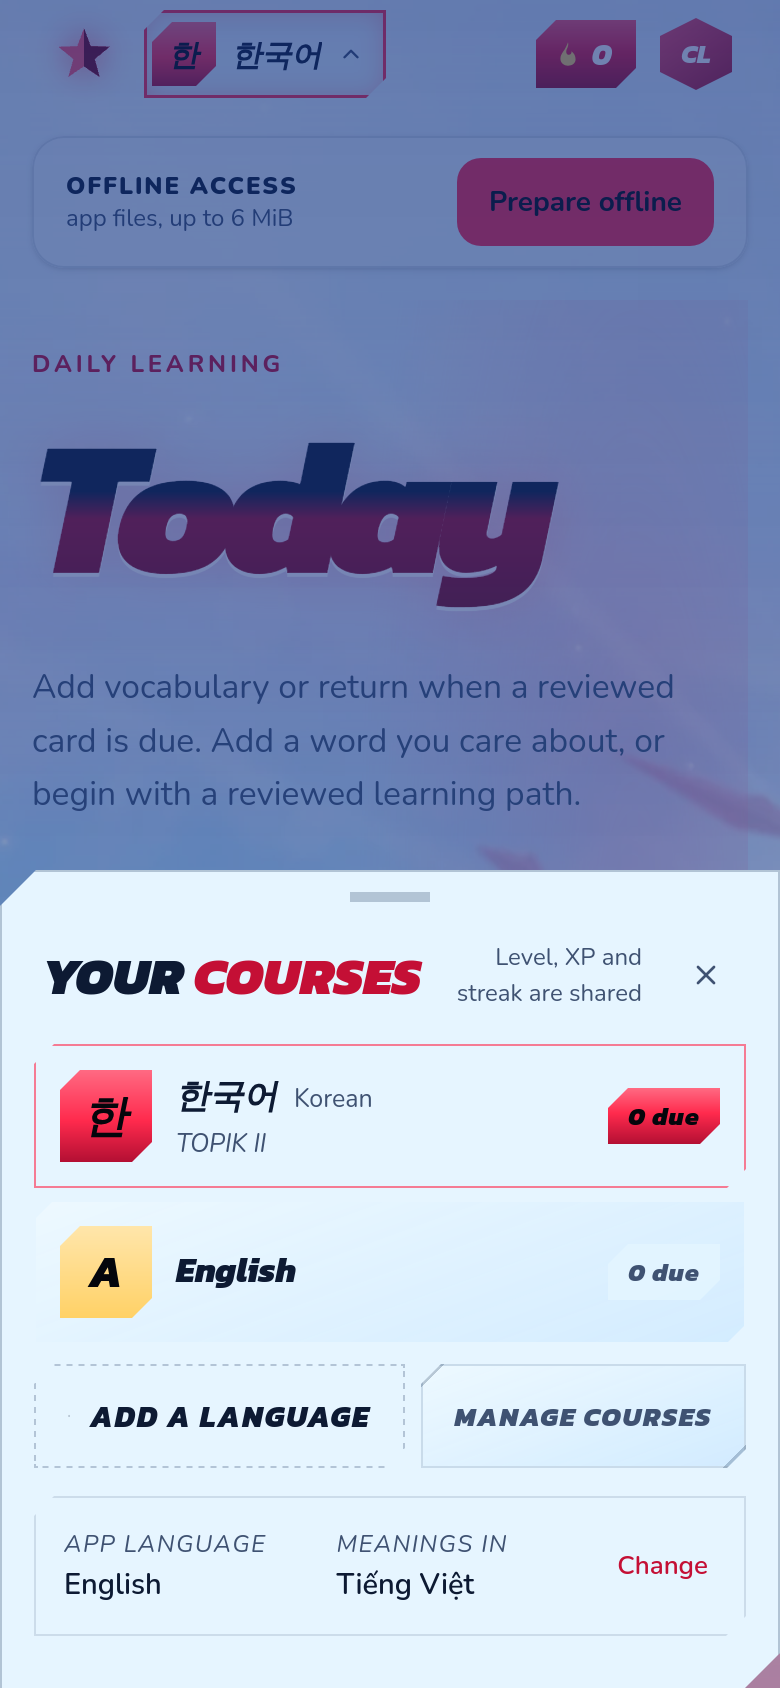 한 한국어
0
CL
OFFLINE ACCESS
app files, up to 6 MiB
Prepare offline
DAILY LEARNING
Today
Add vocabulary or return when a reviewed
card is due. Add a word you care about, or
begin with a reviewed learning path.
YOUR COURSES
Level, XP and
streak are shared
한
한국어 Korean
TOPIK II
0 due
A
English
0 due
ADD A LANGUAGE
MANAGE COURSES
APP LANGUAGE
English
MEANINGS IN
Tiếng Việt
Change